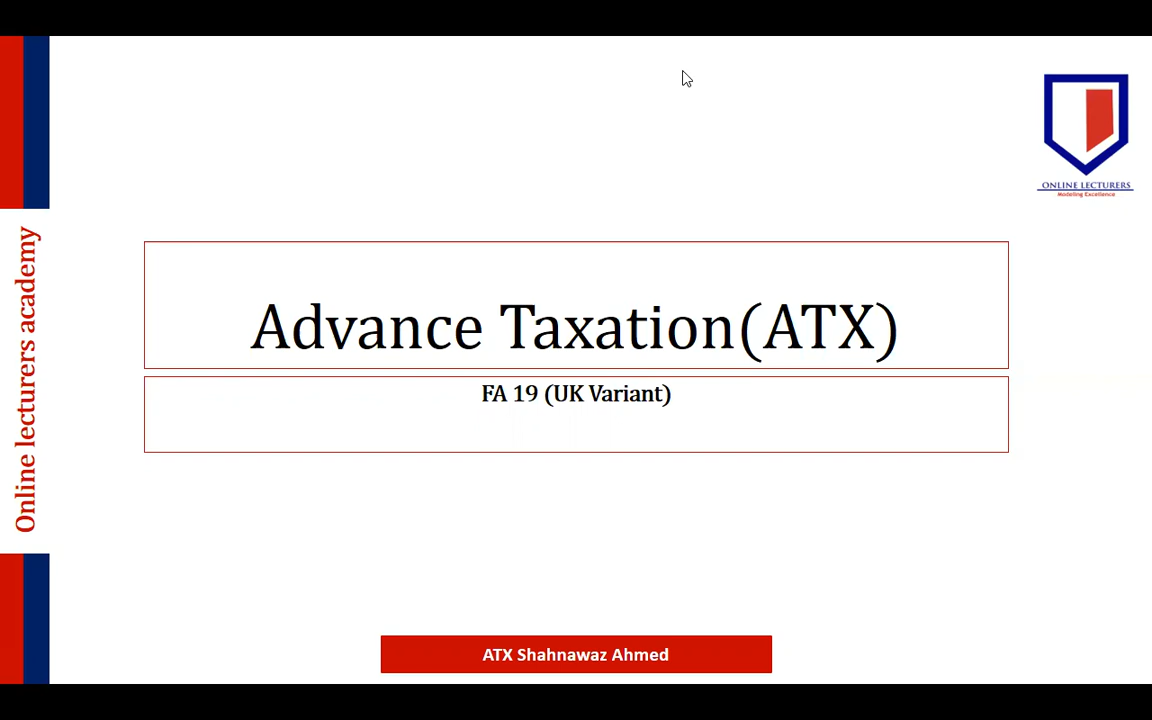 ONLINE LECTURERS
Modeling Excellence
Online lecturers academy
Advance Taxation(ATX)
FA 19 (UK Variant)
ATX Shahnawaz Ahmed